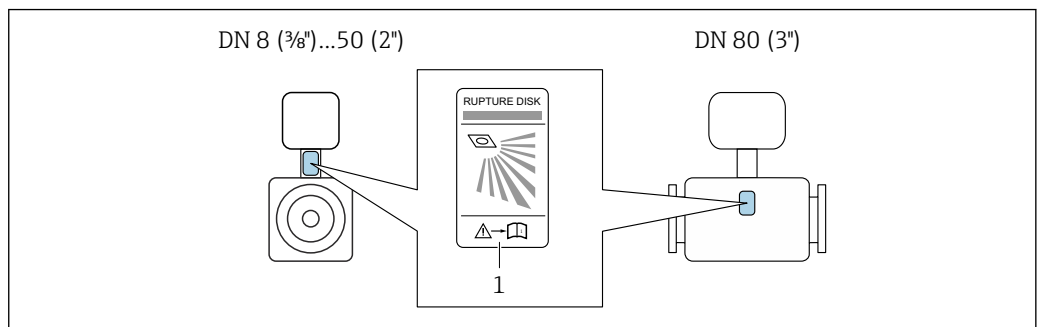 DN 8 (⅜")...50 (2")
DN 80 (3")
RUPTURE DISK
1